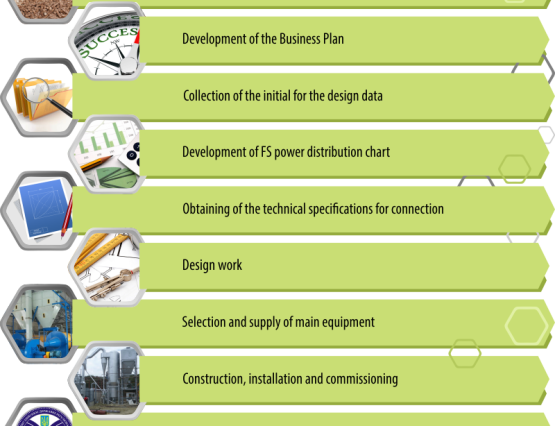 SUCCESS
Development of the Business Plan
Collection of the initial for the design data
Development of FS power distribution chart
Obtaining of the technical specifications for connection
Design work
Selection and supply of main equipment
Construction, installation and commissioning